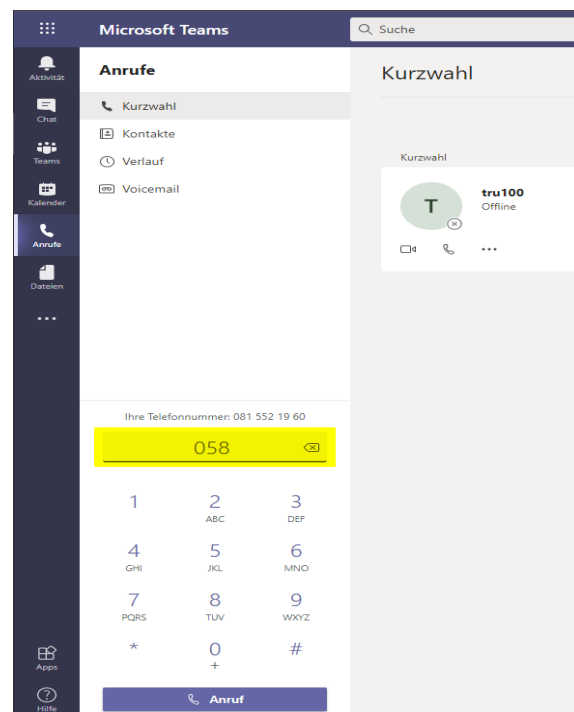 Microsoft Teams
Suche
Aktivität
Chat
Teams
Kalender
Anrufe
Dateien
Apps
Hilfe
Anrufe
Kurzwahl
Kontakte
Verlauf
Voicemail
Ihre Telefonnummer: 081 552 19 60
058
1 2 3
ABC DEF
4 5 6
GHI JKL MNO
7 8 9
PQRS TUV WXYZ
* 0 #
+
Anruf
Kurzwahl
Kurzwahl
T
tru100
Offline